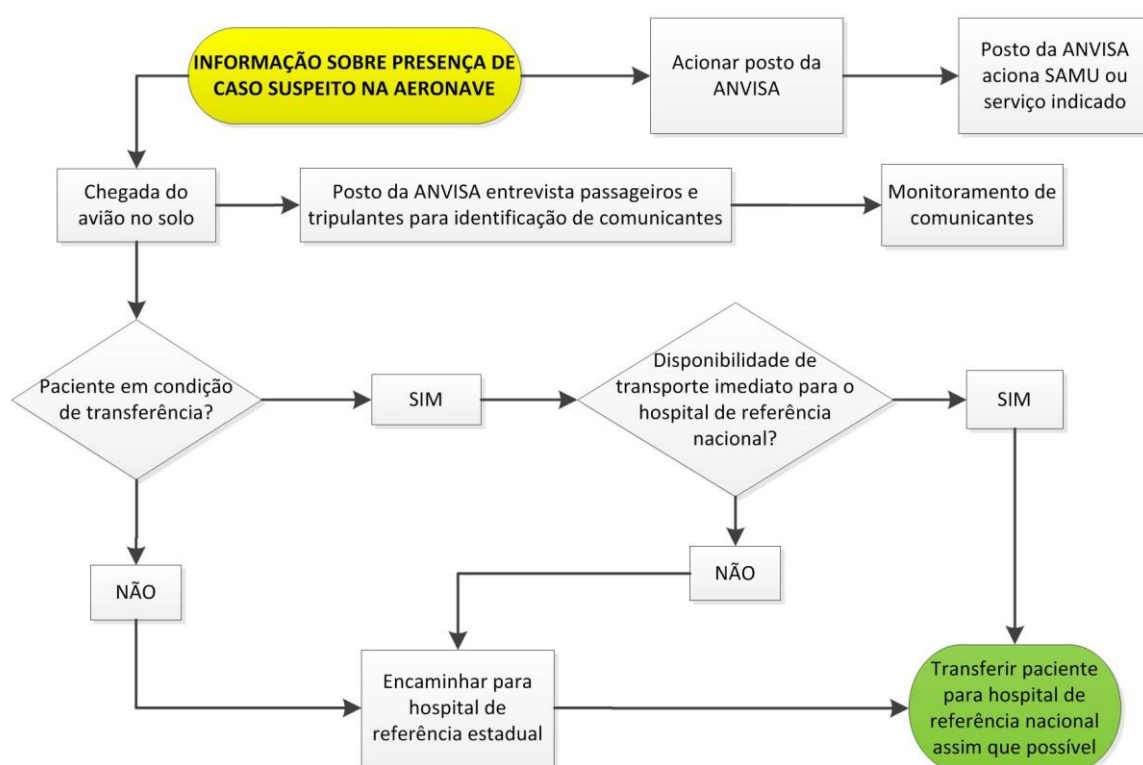 INFORMAÇÃO SOBRE PRESENÇA DE
CASO SUSPEITO NA AERONAVE
Acionar posto da
ANVISA
Posto da ANVISA
aciona SAMU ou
serviço indicado
Chegada do
avião no solo
Posto da ANVISA entrevista passageiros e
tripulantes para identificação de comunicantes
Monitoramento de
comunicantes
Paciente em condição
de transferência?
SIM
Disponibilidade de
transporte imediato para o
hospital de referência
nacional?
SIM
NÃO
NÃO
Encaminhar para
hospital de
referência estadual
Transferir paciente
para hospital de
referência nacional
assim que possível